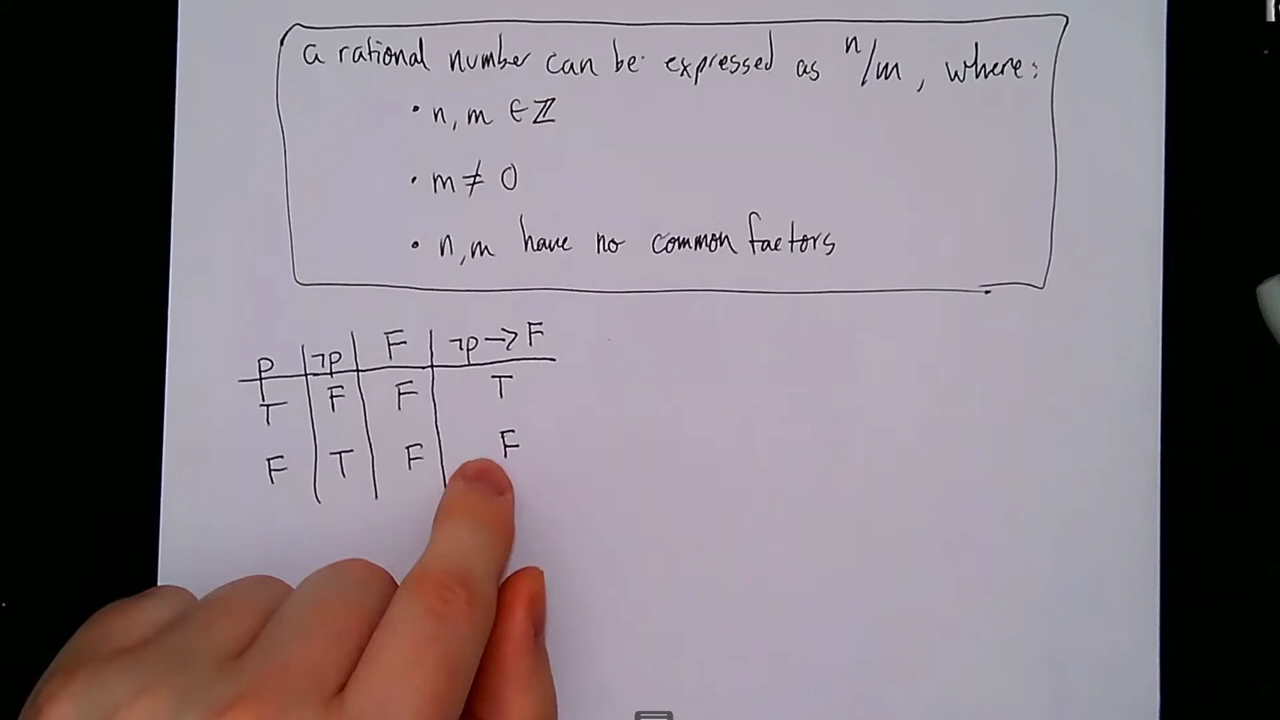 a rational number can be expressed as n/m, where:
• n, m ∈ ℤ
• m ≠ 0
• n, m have no common factors
p | ¬p | F | ¬p → F
T | F | F | T
F | T | F | F